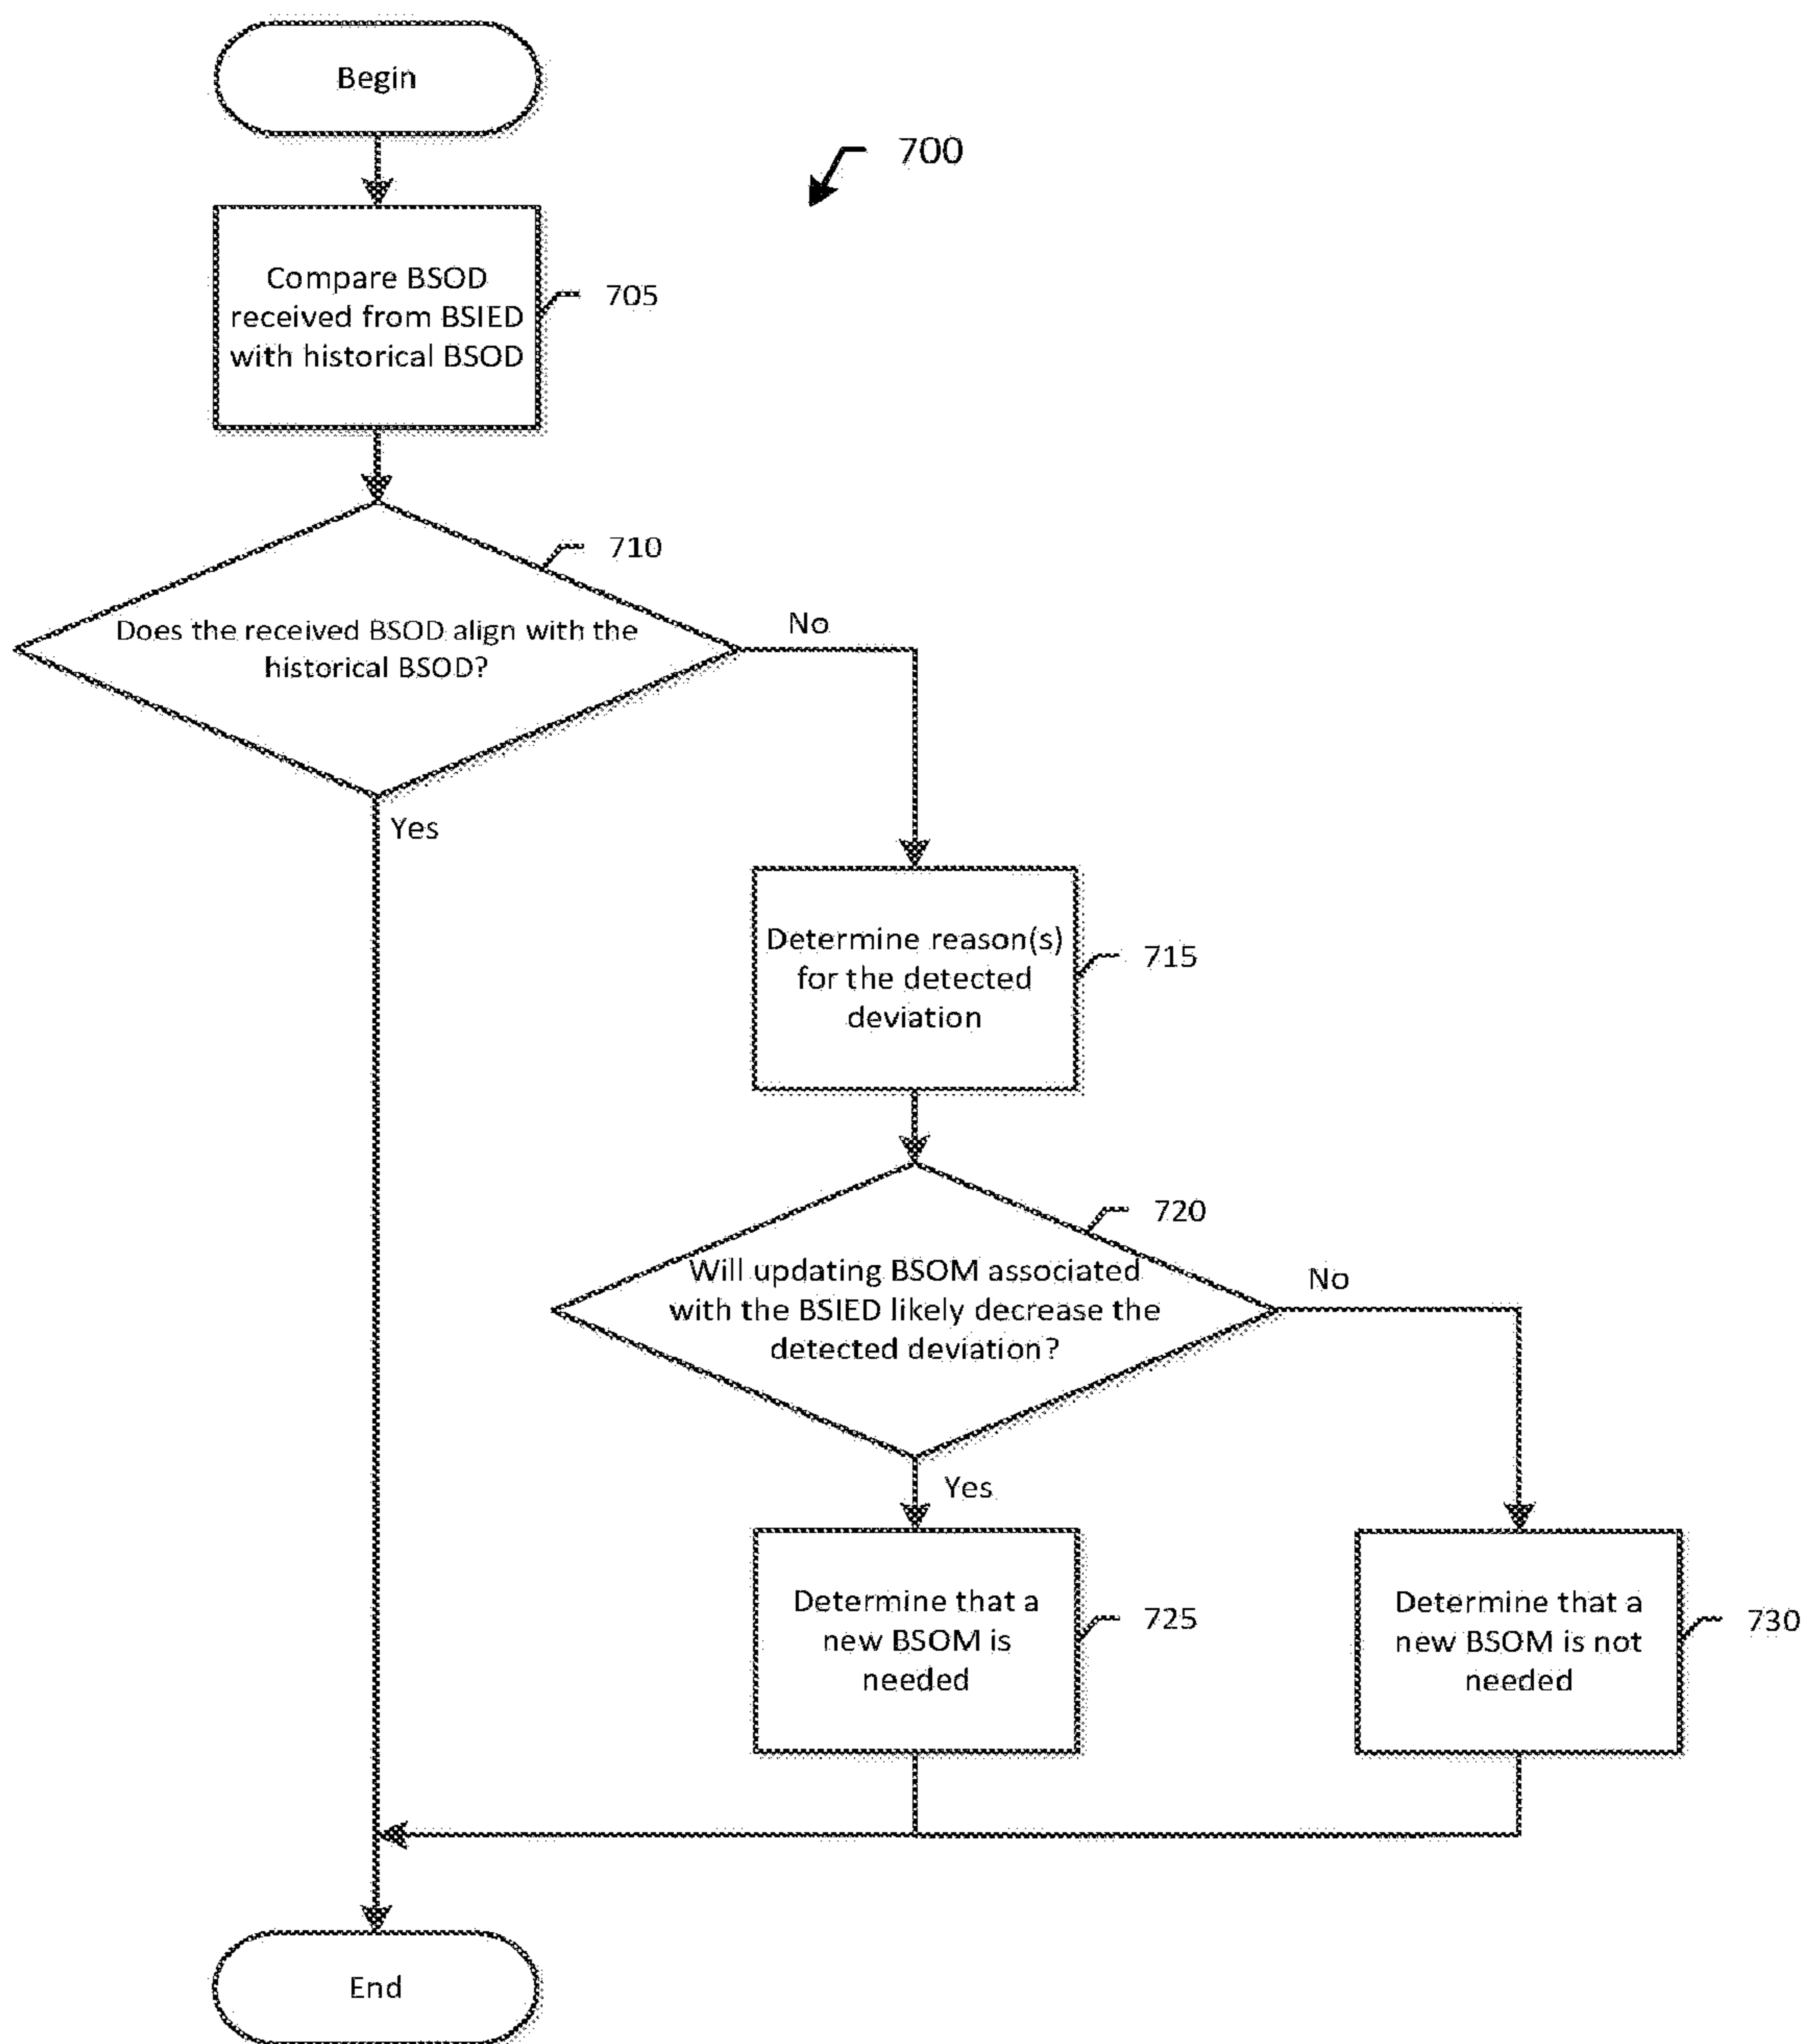 Begin
700
Compare BSOD
received from BSIED
with historical BSOD
705
710
Does the received BSOD align with the
historical BSOD?
No
Yes
Determine reason(s)
for the detected
deviation
715
720
Will updating BSOM associated
with the BSIED likely decrease the
detected deviation?
No
Yes
Determine that a
new BSOM is
needed
725
Determine that a
new BSOM is not
needed
730
End